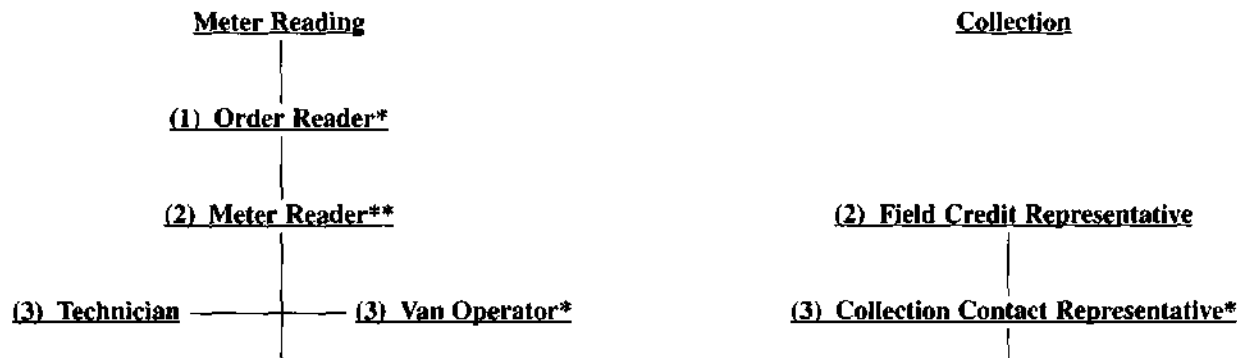 Meter Reading
Collection
(1) Order Reader*
(2) Meter Reader**
(2) Field Credit Representative
(3) Technician
(3) Van Operator*
(3) Collection Contact Representative*